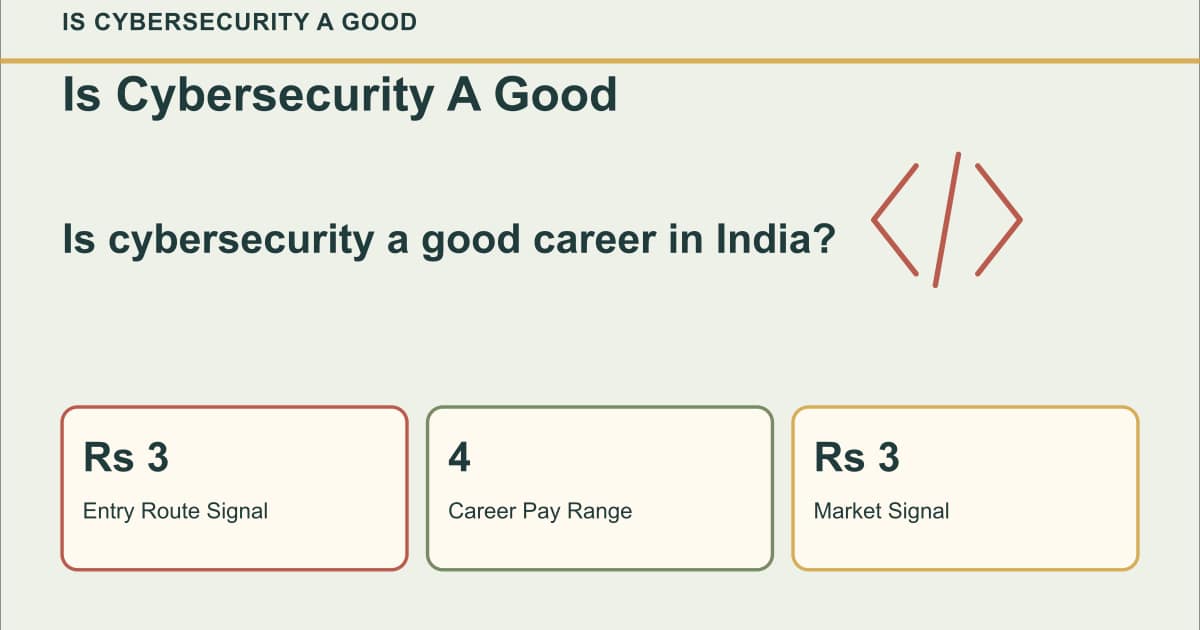 IS CYBERSECURITY A GOOD
Is Cybersecurity A Good
Is cybersecurity a good career in India?
Rs 3
Entry Route Signal
4
Career Pay Range
Rs 3
Market Signal